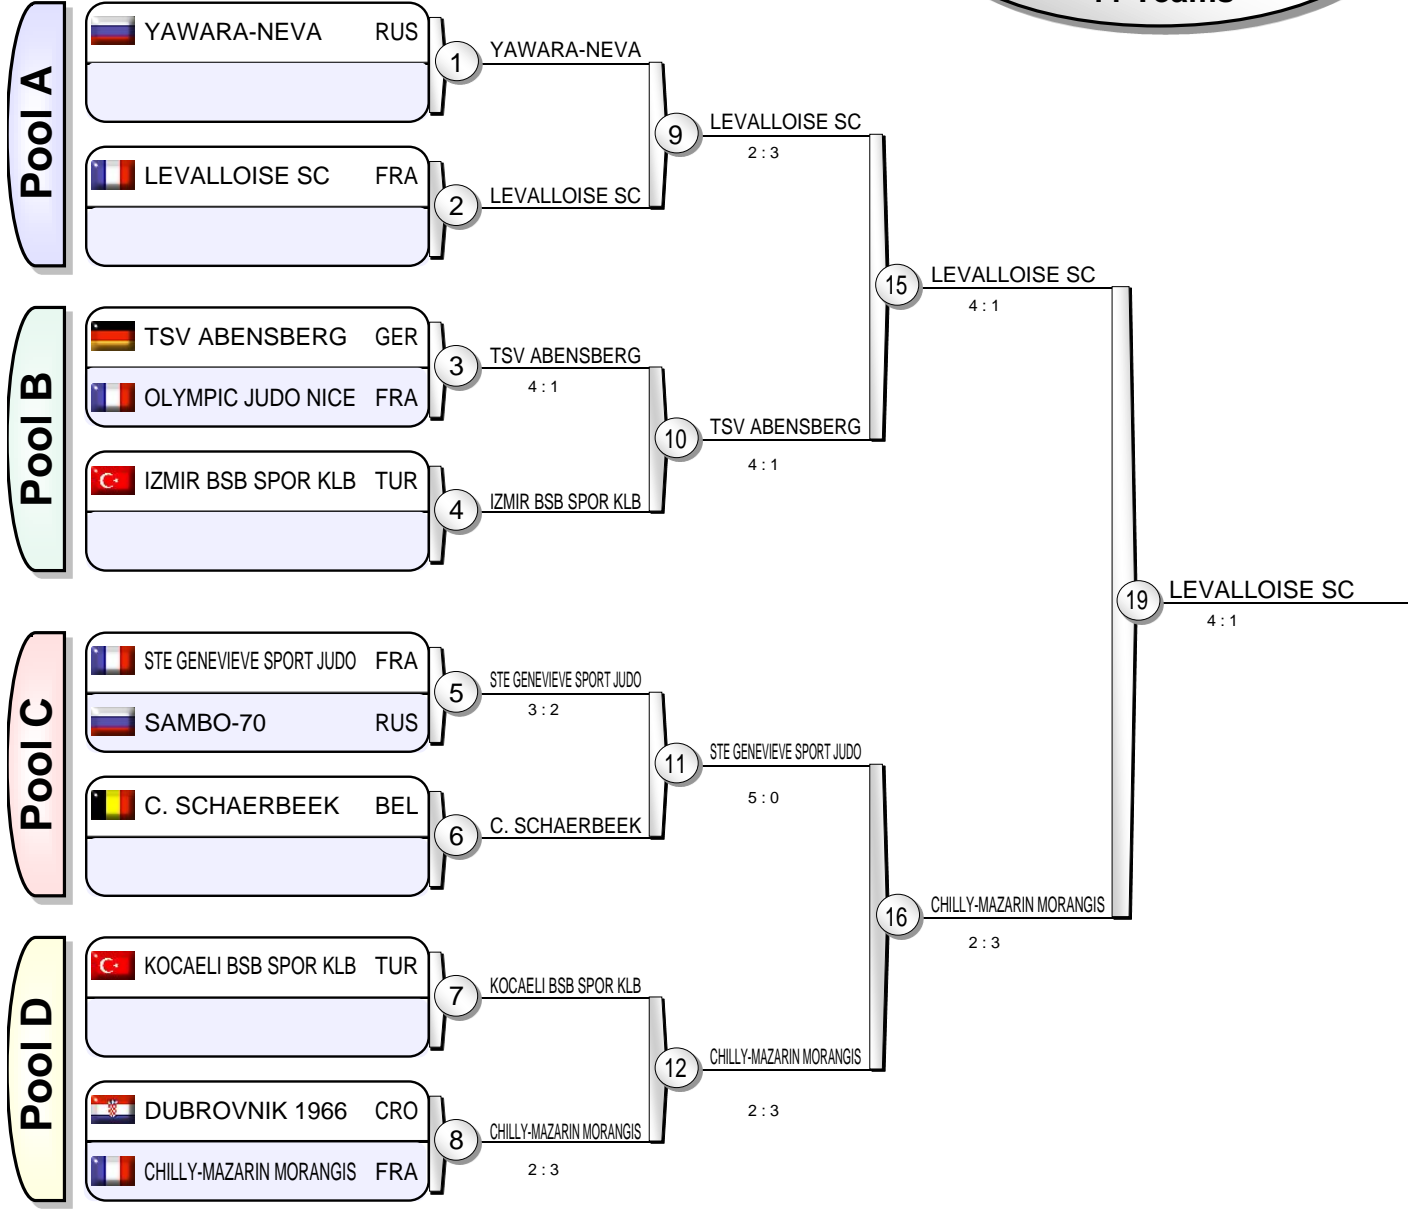 Teams
Pool A
YAWARA-NEVA RUS
1
YAWARA-NEVA
LEVALLOISE SC FRA
2
LEVALLOISE SC
9
LEVALLOISE SC
2 : 3
Pool B
TSV ABENSBERG GER
OLYMPIC JUDO NICE FRA
3
TSV ABENSBERG
4 : 1
IZMIR BSB SPOR KLB TUR
4
IZMIR BSB SPOR KLB
10
TSV ABENSBERG
4 : 1
15
LEVALLOISE SC
4 : 1
Pool C
STE GENEVIEVE SPORT JUDO FRA
SAMBO-70 RUS
5
STE GENEVIEVE SPORT JUDO
3 : 2
C. SCHAERBEEK BEL
6
C. SCHAERBEEK
11
STE GENEVIEVE SPORT JUDO
5 : 0
Pool D
KOCAELI BSB SPOR KLB TUR
7
KOCAELI BSB SPOR KLB
DUBROVNIK 1966 CRO
CHILLY-MAZARIN MORANGIS FRA
8
CHILLY-MAZARIN MORANGIS
2 : 3
12
CHILLY-MAZARIN MORANGIS
2 : 3
16
CHILLY-MAZARIN MORANGIS
2 : 3
19
LEVALLOISE SC
4 : 1